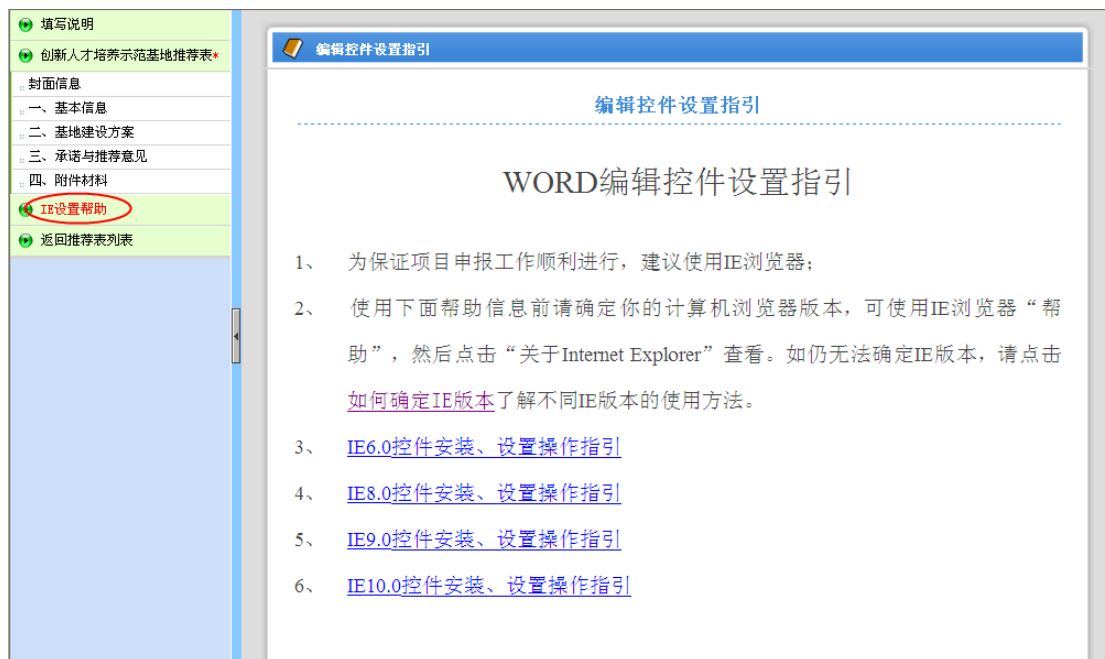 填写说明
创新人才培养示范基地推荐表*
封面信息
一、基本信息
二、基地建设方案
三、承诺与推荐意见
四、附件材料
IE设置帮助
返回推荐表列表
编辑控件设置指引
编辑控件设置指引
WORD编辑控件设置指引
1、 为保证项目申报工作顺利进行，建议使用IE浏览器；
2、 使用下面帮助信息前请确定你的计算机浏览器版本，可使用IE浏览器“帮
助”，然后点击“关于Internet Explorer”查看。如仍无法确定IE版本，请点击
如何确定IE版本了解不同IE版本的使用方法。
3、 IE6.0控件安装、设置操作指引
4、 IE8.0控件安装、设置操作指引
5、 IE9.0控件安装、设置操作指引
6、 IE10.0控件安装、设置操作指引